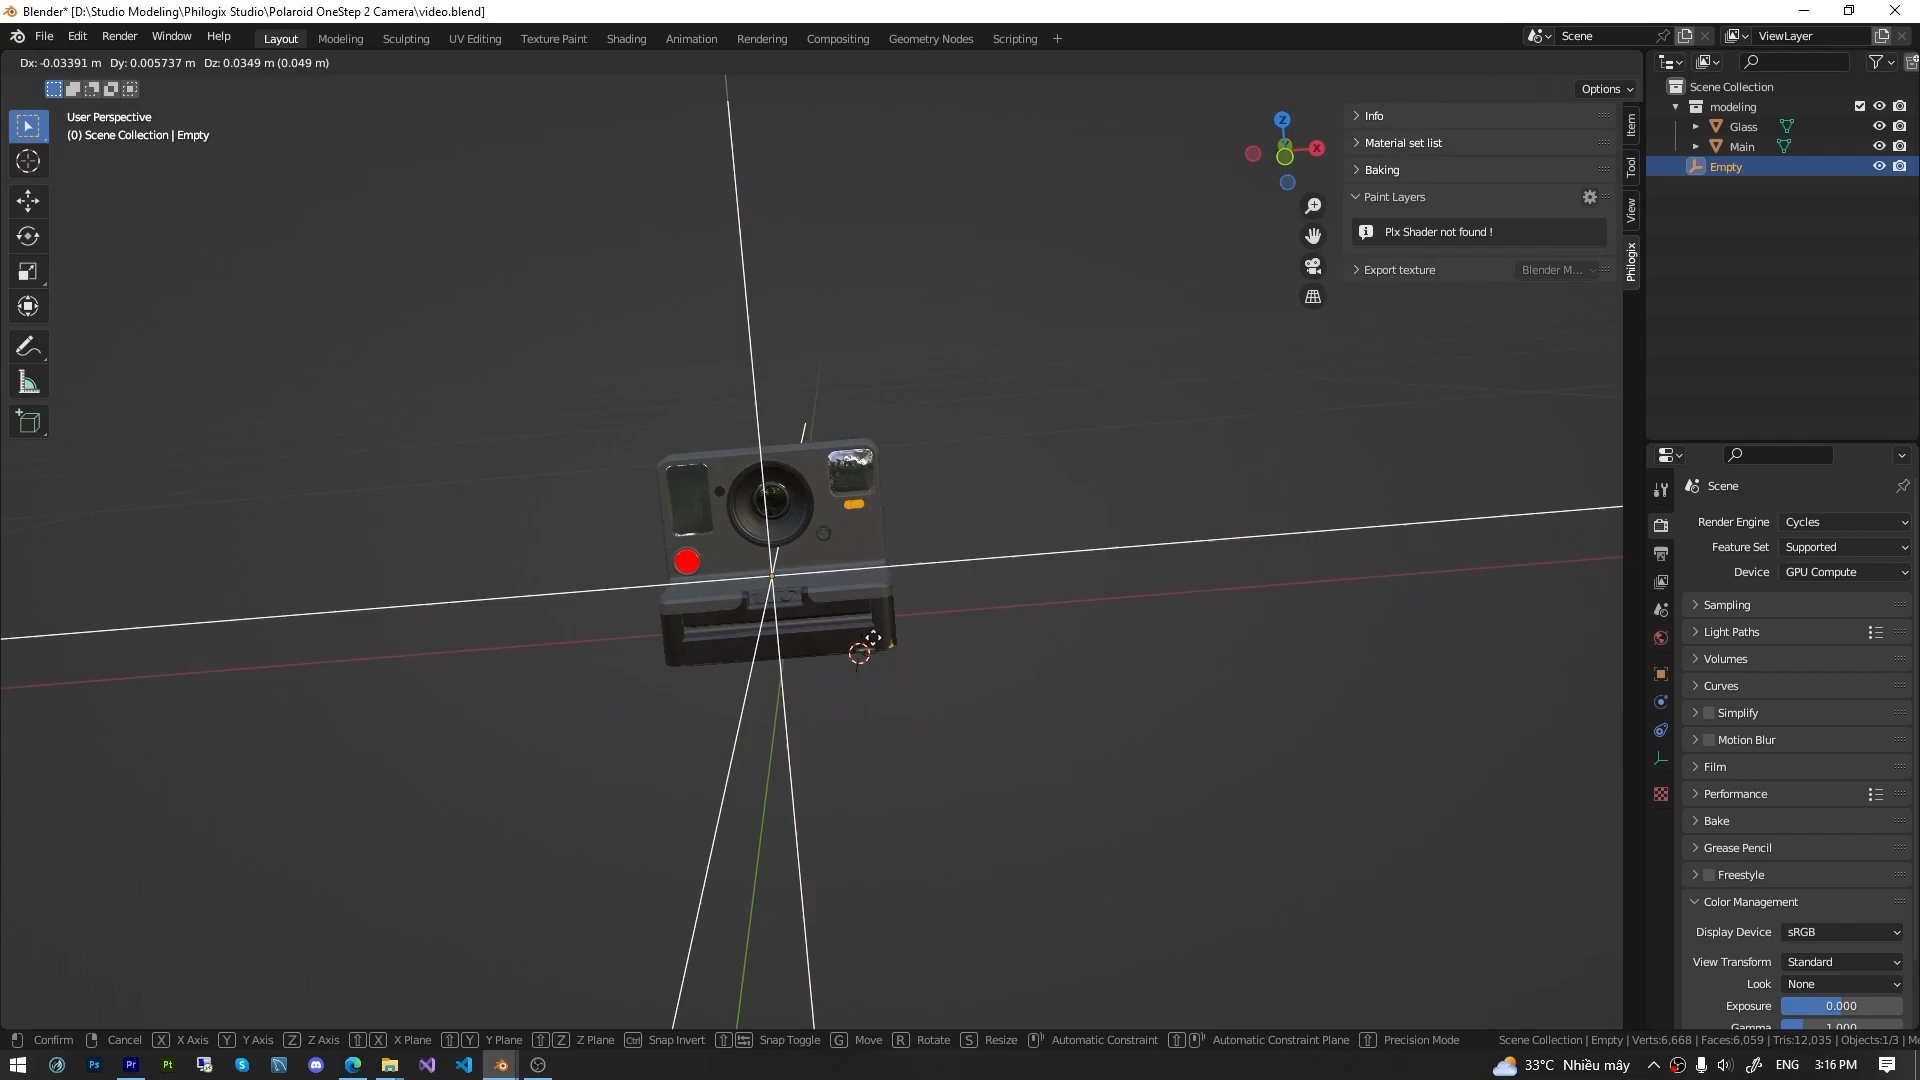 Blender* [D:\Studio Modeling\Philogix Studio\Polaroid OneStep 2 Camera\video.blend]
File Edit Render Window Help Layout Modeling Sculpting UV Editing Texture Paint Shading Animation Rendering Compositing Geometry Nodes Scripting + Scene ViewLayer
Dx: -0.03391 m Dy: 0.005737 m Dz: 0.0349 m (0.049 m)
Options
User Perspective
(0) Scene Collection | Empty
Z
X
Info
Material set list
Baking
Paint Layers
Plx Shader not found !
Export texture Blender M...
Item
Tool
View
Philogix
Scene Collection
modeling
Glass
Main
Empty
Scene
Render Engine Cycles
Feature Set Supported
Device GPU Compute
Sampling
Light Paths
Volumes
Curves
Simplify
Motion Blur
Film
Performance
Bake
Grease Pencil
Freestyle
Color Management
Display Device sRGB
View Transform Standard
Look None
Exposure 0.000
Gamma 1.000
Confirm Cancel X X Axis Y Y Axis Z Z Axis X X Plane Y Y Plane Z Z Plane Ctrl Snap Invert Snap Toggle G Move R Rotate S Resize Automatic Constraint Automatic Constraint Plane Precision Mode Scene Collection | Empty | Verts:6,668 | Faces:6,059 | Tris:12,035 | Objects:1/3 | Me
Ps Pr Pt S 33°C Nhiều mây ENG 3:16 PM